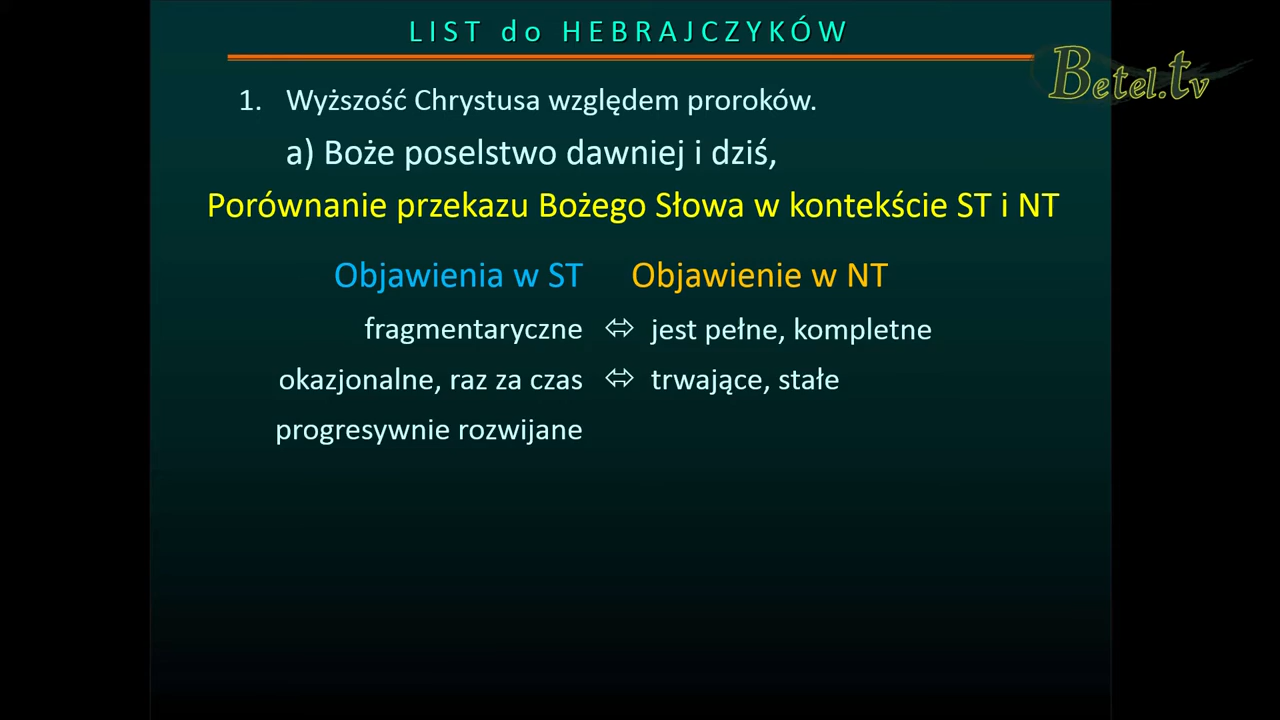 LIST do HEBRAJCZYKÓW
Betel.tv
1. Wyższość Chrystusa względem proroków.
a) Boże poselstwo dawniej i dziś,
Porównanie przekazu Bożego Słowa w kontekście ST i NT
Objawienia w ST Objawienie w NT
fragmentaryczne ⬄ jest pełne, kompletne
okazjonalne, raz za czas ⬄ trwające, stałe
progresywnie rozwijane